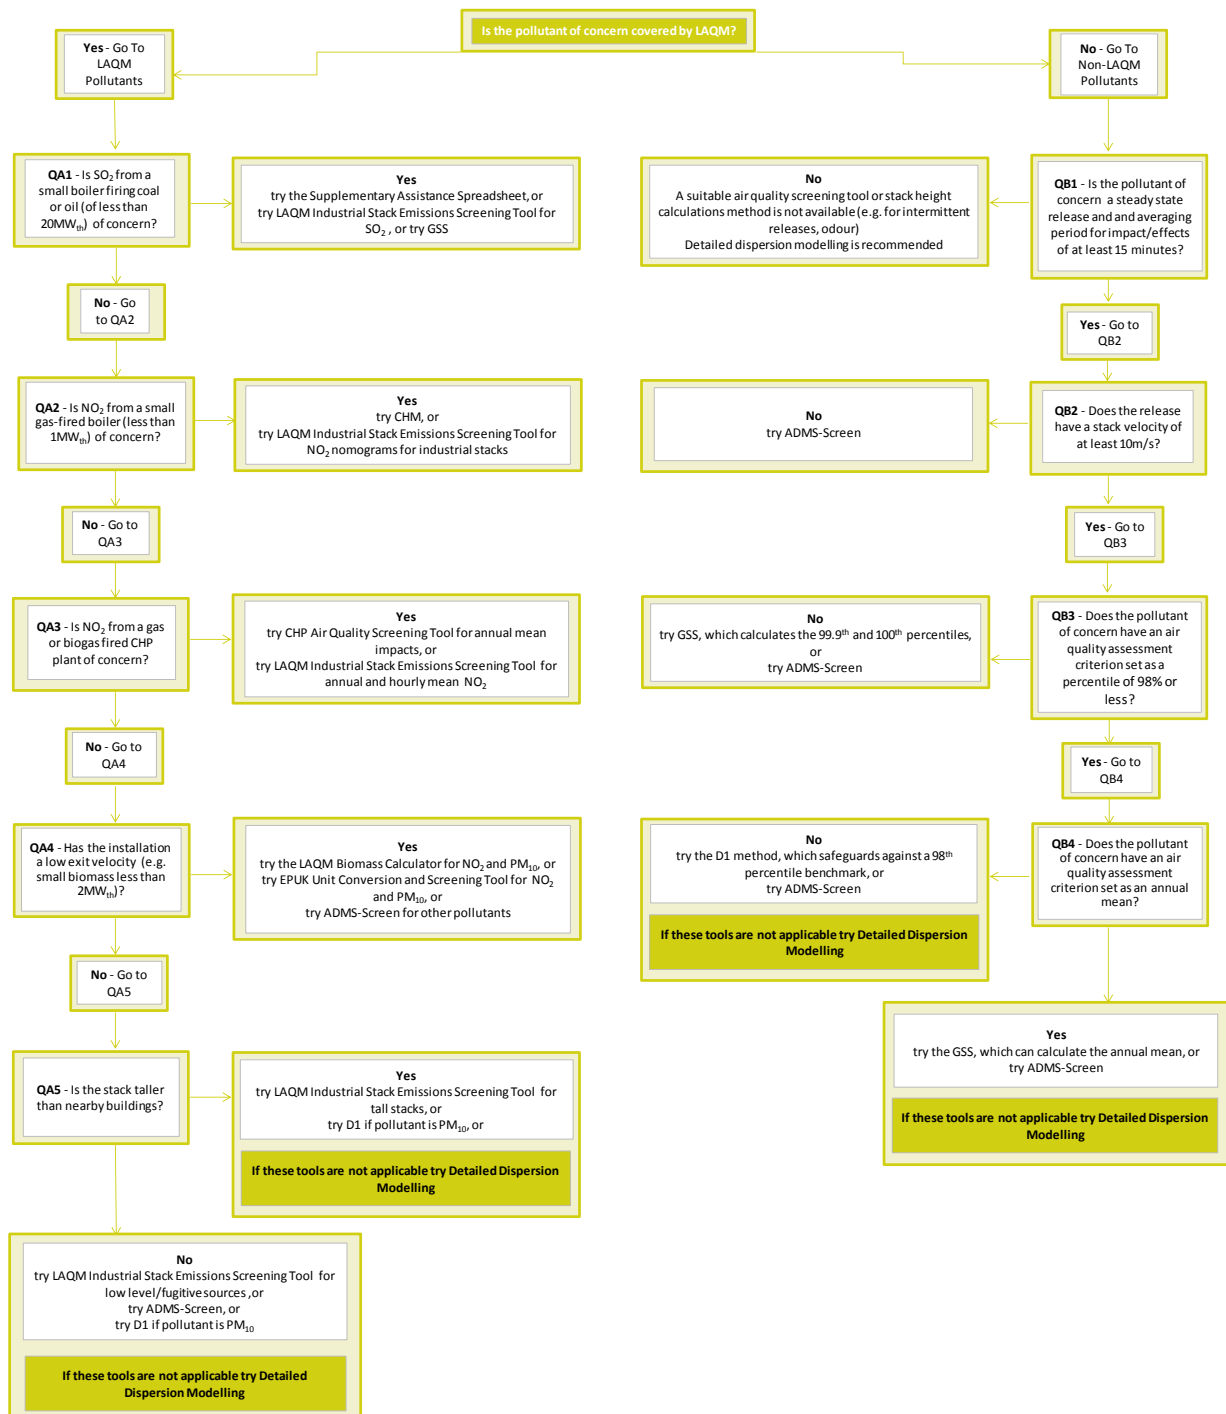 Is the pollutant of concern covered by LAQM?
Yes - Go To
LAQM
Pollutants
No - Go To
Non-LAQM
Pollutants
QA1 - Is SO2 from a
small boiler firing coal
or oil (of less than
20MWth) of concern?
Yes
try the Supplementary Assistance Spreadsheet, or
try LAQM Industrial Stack Emissions Screening Tool for
SO2 , or try GSS
No - Go
to QA2
QA2 - Is NO2 from a small
gas-fired boiler (less than
1MWth) of concern?
Yes
try CHM, or
try LAQM Industrial Stack Emissions Screening Tool for
NO2 nomograms for industrial stacks
No - Go to
QA3
QA3 - Is NO2 from a gas
or biogas fired CHP
plant of concern?
Yes
try CHP Air Quality Screening Tool for annual mean
impacts, or
try LAQM Industrial Stack Emissions Screening Tool for
annual and hourly mean NO2
No - Go to
QA4
QA4 - Has the installation
a low exit velocity (e.g.
small biomass less than
2MWth)?
Yes
try the LAQM Biomass Calculator for NO2 and PM10, or
try EPUK Unit Conversion and Screening Tool for NO2
and PM10, or
try ADMS-Screen for other pollutants
No - Go to
QA5
QA5 - Is the stack taller
than nearby buildings?
Yes
try LAQM Industrial Stack Emissions Screening Tool for
tall stacks, or
try D1 if pollutant is PM10, or
If these tools are not applicable try Detailed Dispersion
Modelling
No
try LAQM Industrial Stack Emissions Screening Tool for
low level/fugitive sources ,or
try ADMS-Screen, or
try D1 if pollutant is PM10
If these tools are not applicable try Detailed
Dispersion Modelling
QB1 - Is the pollutant of
concern a steady state
release and and averaging
period for impact/effects
of at least 15 minutes?
No
A suitable air quality screening tool or stack height
calculations method is not available (e.g. for intermittent
releases, odour)
Detailed dispersion modelling is recommended
Yes - Go to
QB2
QB2 - Does the release
have a stack velocity of
at least 10m/s?
No
try ADMS-Screen
Yes - Go to
QB3
QB3 - Does the pollutant
of concern have an air
quality assessment
criterion set as a
percentile of 98% or
less?
No
try GSS, which calculates the 99.9th and 100th percentiles,
or
try ADMS-Screen
Yes - Go to
QB4
QB4 - Does the pollutant
of concern have an air
quality assessment
criterion set as an annual
mean?
No
try the D1 method, which safeguards against a 98th
percentile benchmark, or
try ADMS-Screen
If these tools are not applicable try Detailed Dispersion
Modelling
Yes
try the GSS, which can calculate the annual mean, or
try ADMS-Screen
If these tools are not applicable try Detailed Dispersion
Modelling